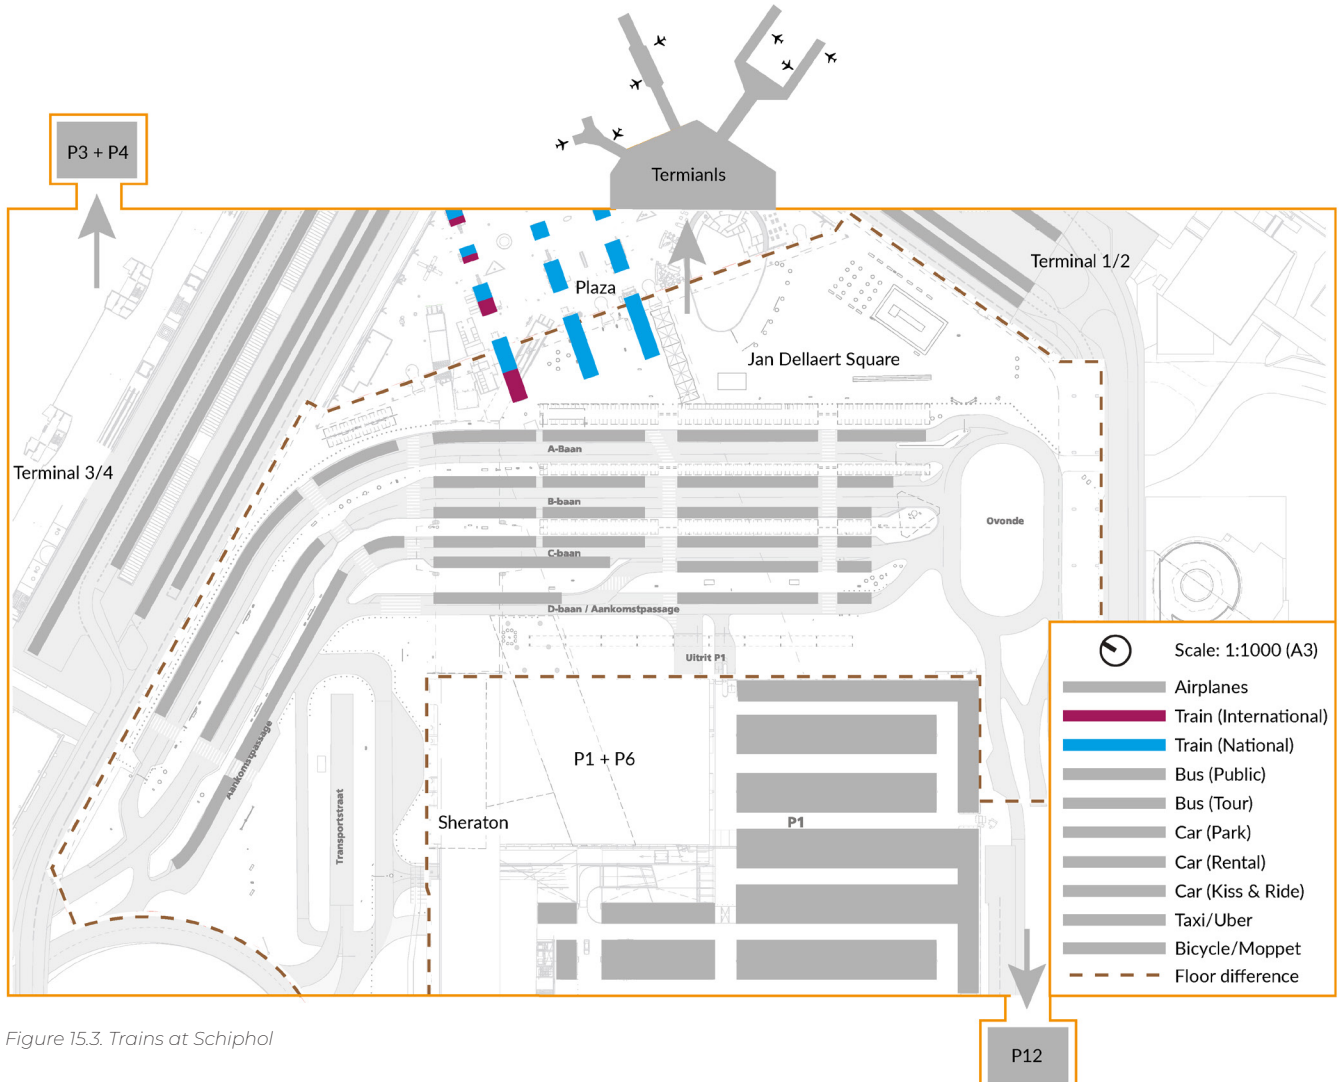 P3 + P4
Termianls
Terminal 1/2
Plaza
Jan Dellaert Square
A-Baan
Terminal 3/4
B-baan
Ovonde
C-baan
D-baan / Aankomstpassage
Uitrit P1
Aankomstpassage
Transportstraat
P1 + P6
Sheraton
P1
Scale: 1:1000 (A3)
Airplanes
Train (International)
Train (National)
Bus (Public)
Bus (Tour)
Car (Park)
Car (Rental)
Car (Kiss & Ride)
Taxi/Uber
Bicycle/Moppet
Floor difference
Figure 15.3. Trains at Schiphol
P12